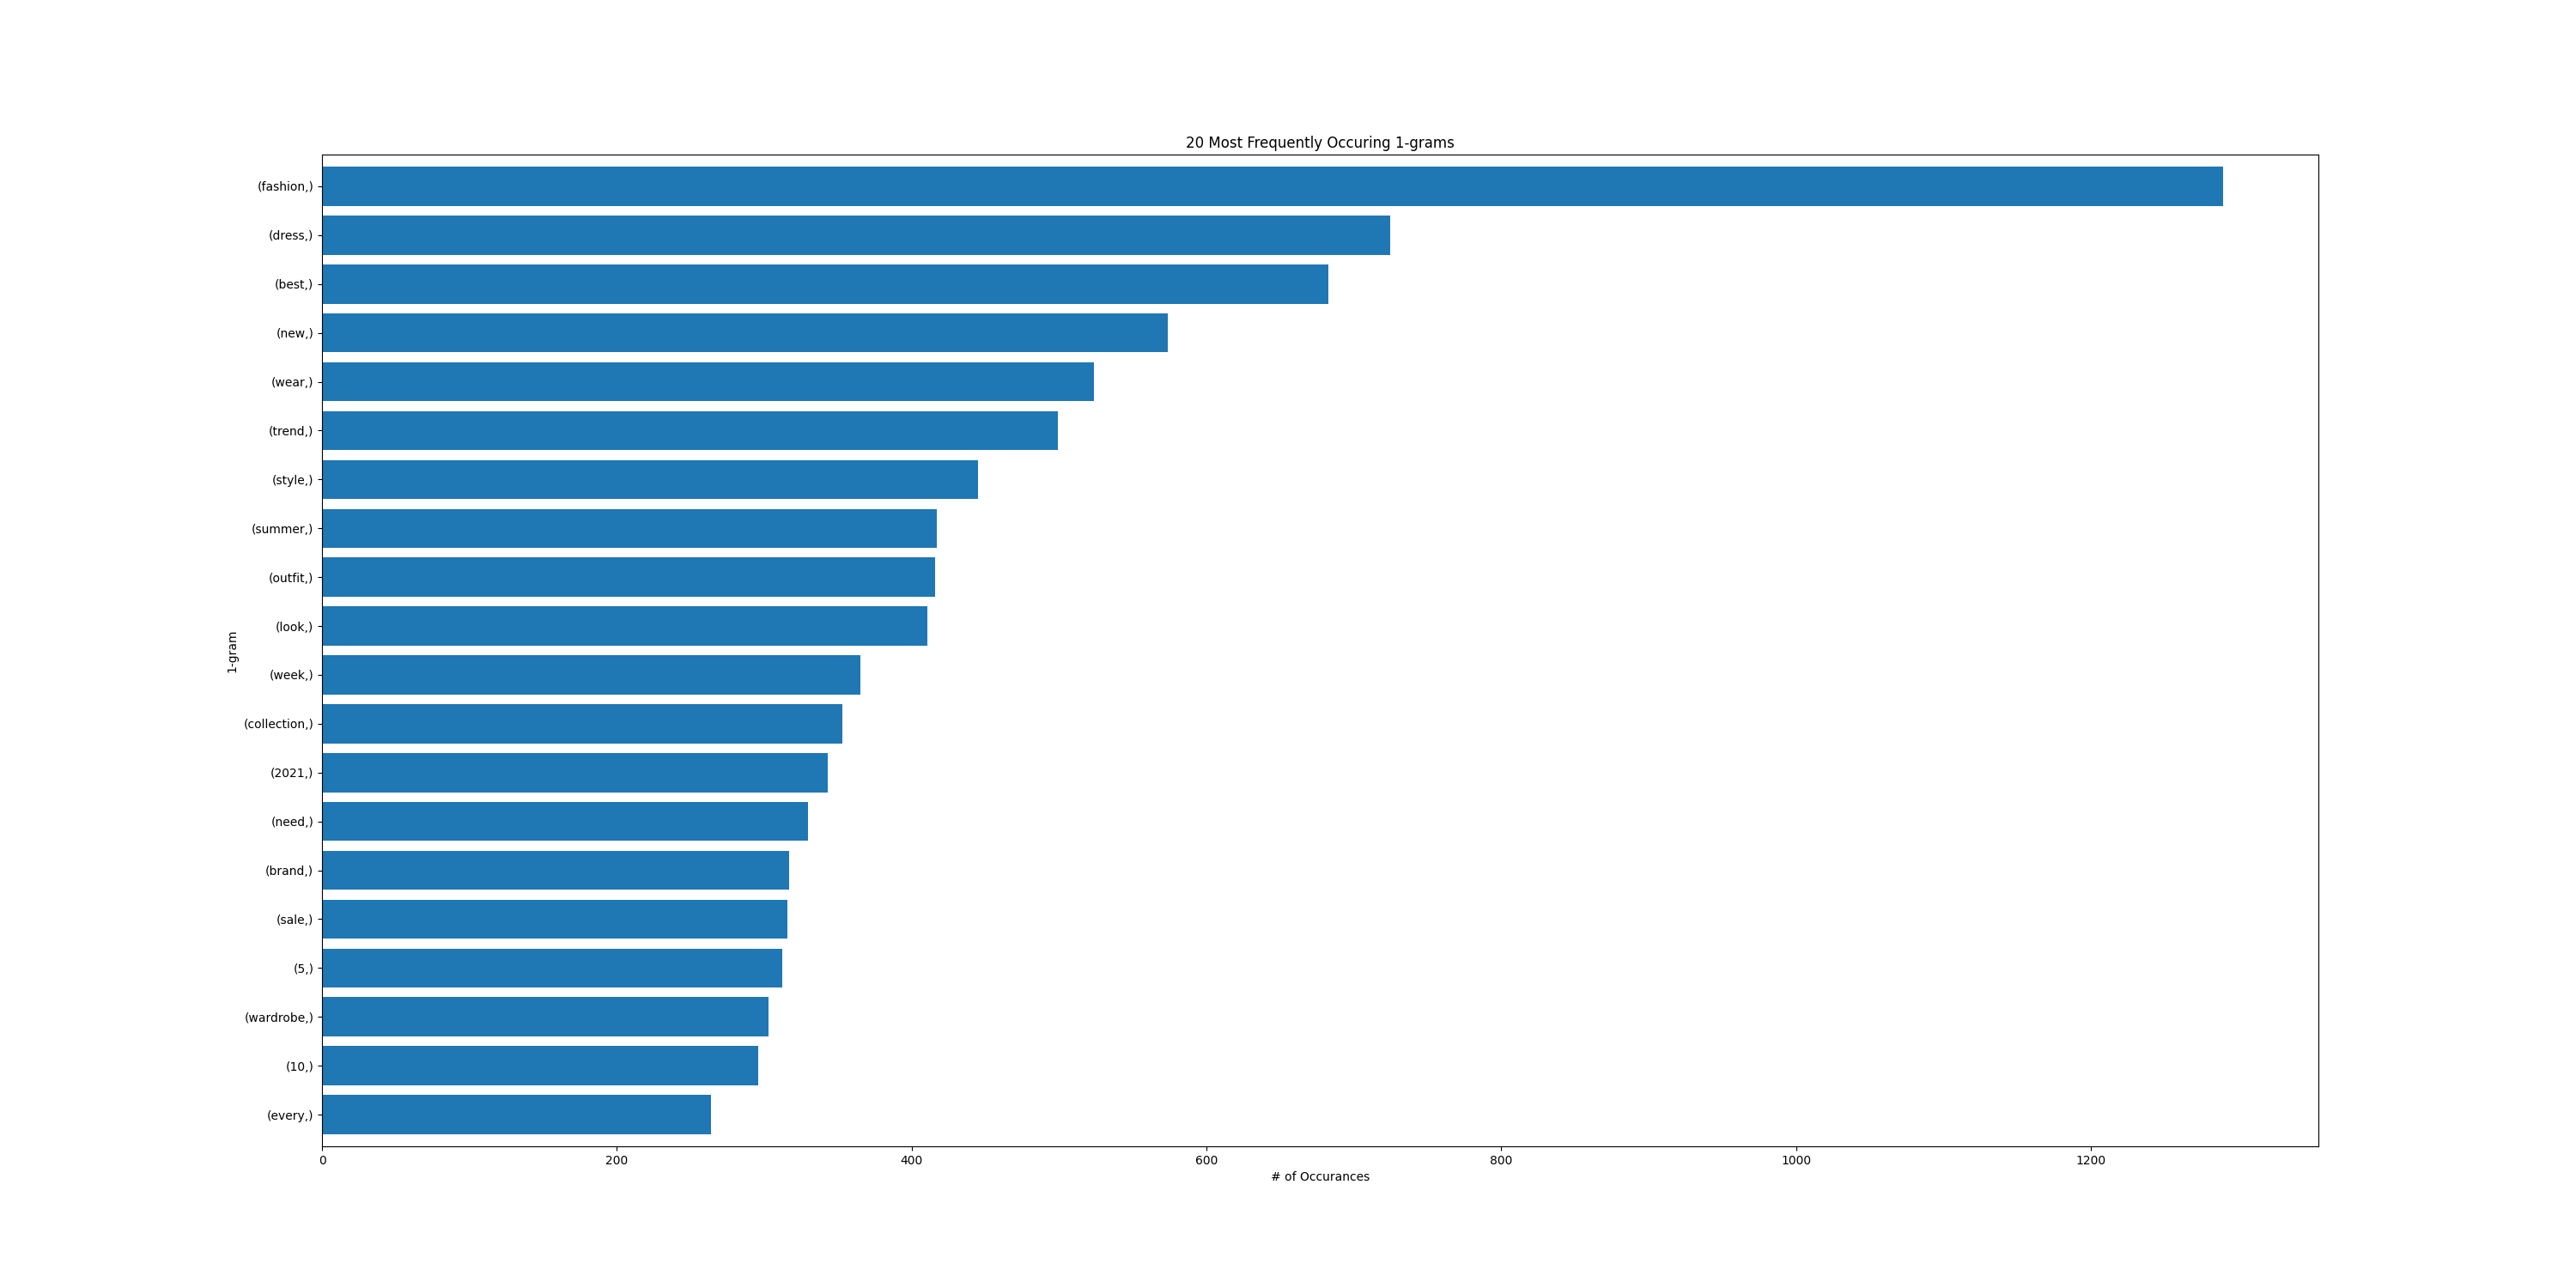 20 Most Frequently Occuring 1-grams
(fashion,)
(dress,)
(best,)
(new,)
(wear,)
(trend,)
(style,)
(summer,)
(outfit,)
(look,)
(week,)
(collection,)
(2021,)
(need,)
(brand,)
(sale,)
(5,)
(wardrobe,)
(10,)
(every,)
1-gram
0 200 400 600 800 1000 1200
# of Occurances